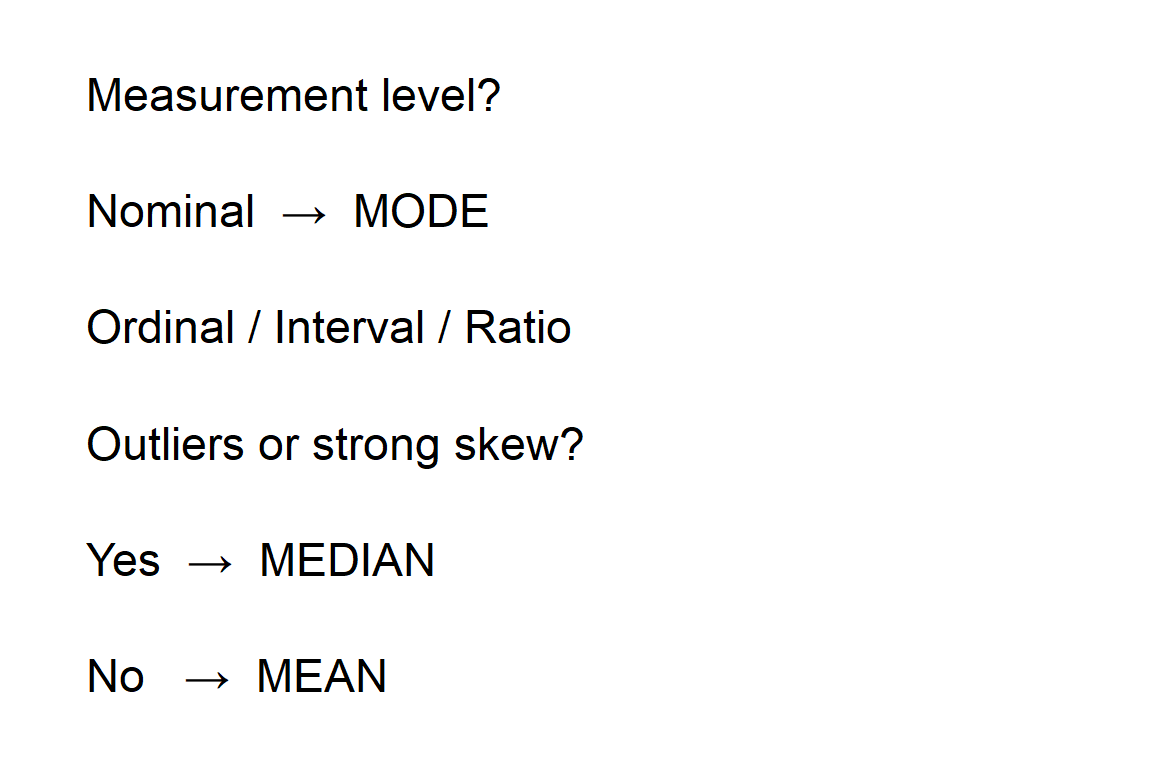 Measurement level?
Nominal → MODE
Ordinal / Interval / Ratio
Outliers or strong skew?
Yes → MEDIAN
No → MEAN